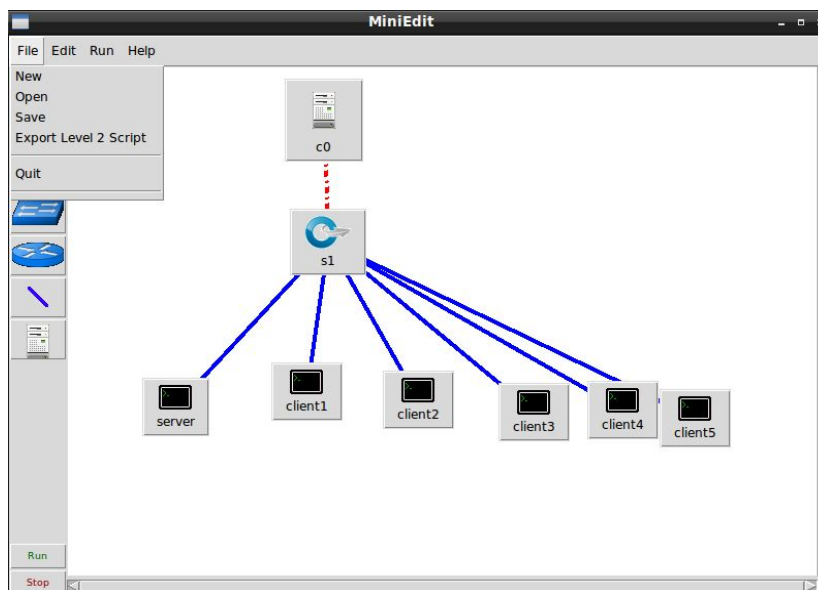 MiniEdit
File Edit Run Help
New
Open
Save
Export Level 2 Script
Quit
c0
s1
server
client1
client2
client3
client4
client5
Run
Stop